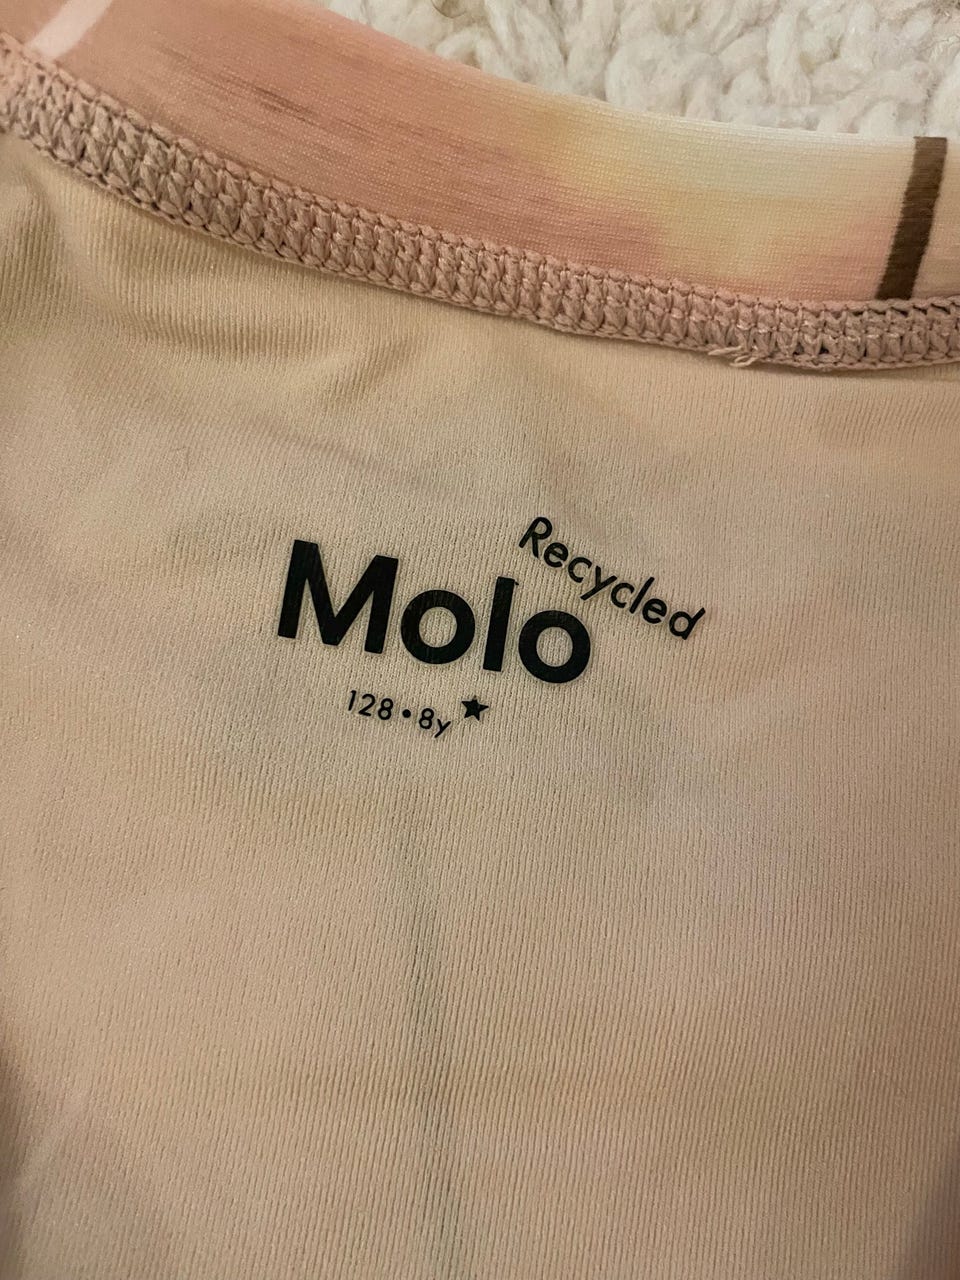 Recycled
Molo
128 • 8y ★